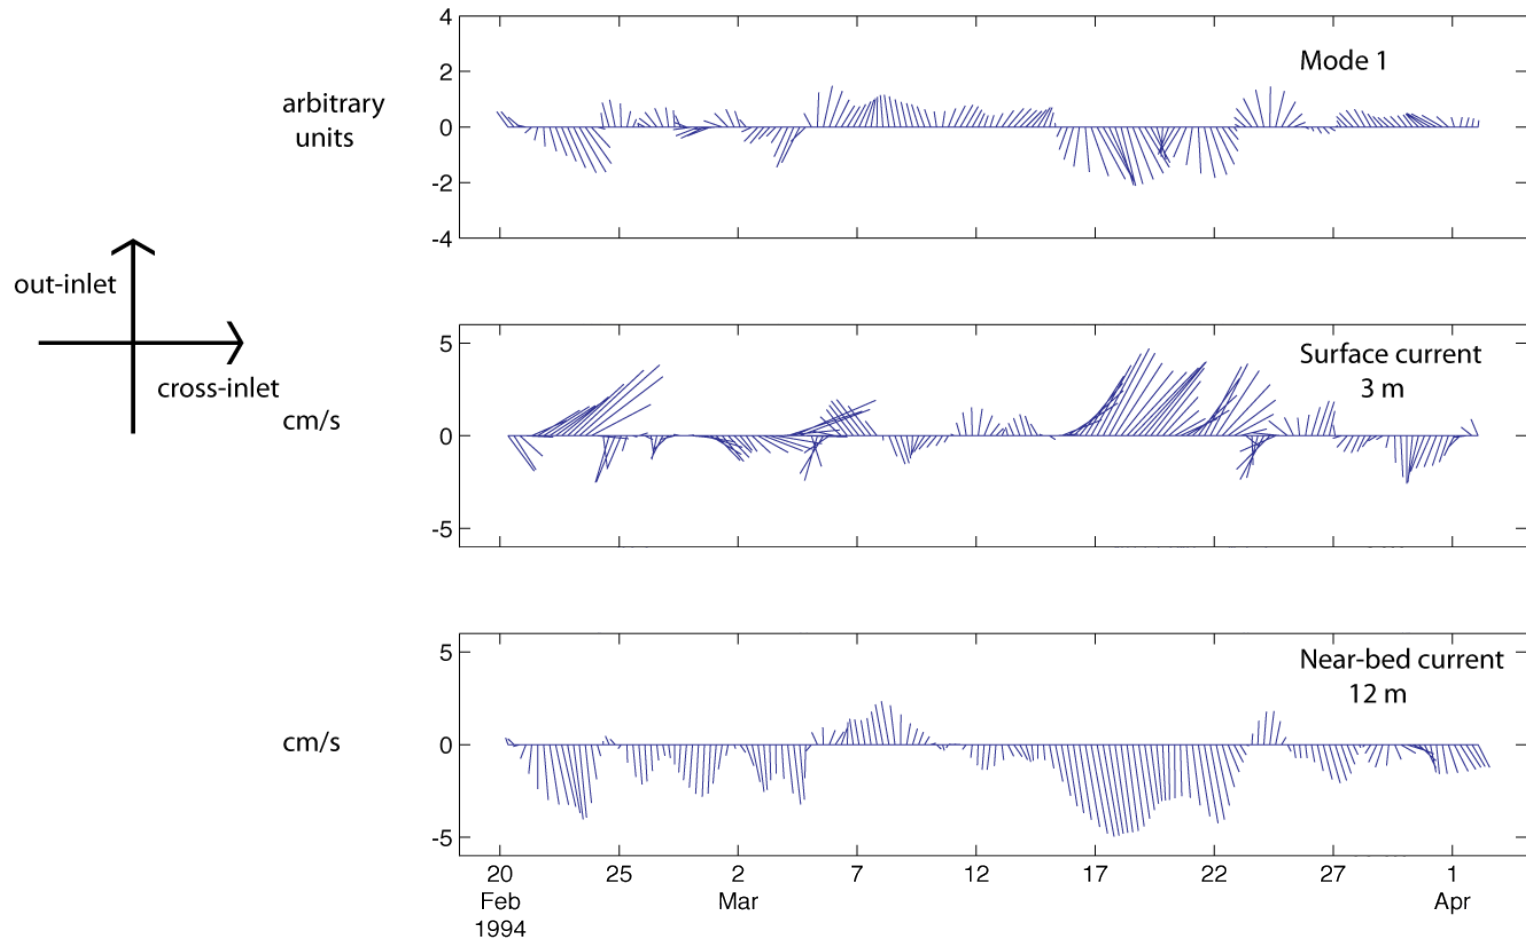 4
2
0
-2
-4
arbitrary
units
Mode 1
out-inlet
cross-inlet
5
0
-5
cm/s
Surface current
3 m
5
0
-5
cm/s
Near-bed current
12 m
20 25 2 7 12 17 22 27 1
Feb Mar Apr
1994